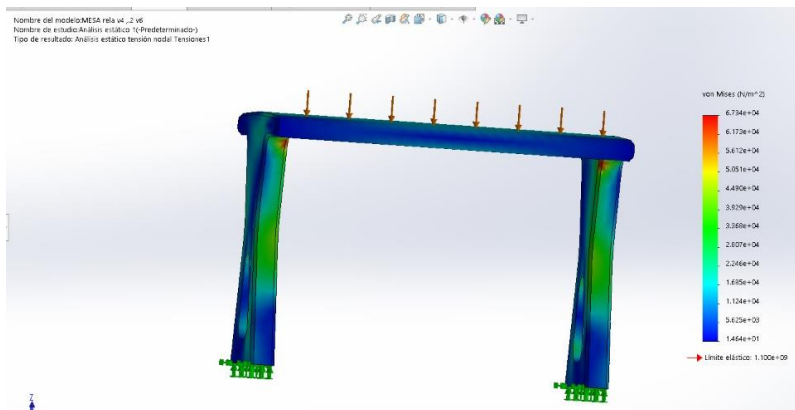 Nombre del modelo:MESA rela v4 ,.2 v6
Nombre de estudio:Análisis estático 1(-Predeterminado-)
Tipo de resultado: Análisis estático tensión nodal Tensiones1
von Mises (N/m^2)
6.734e+04
6.173e+04
5.612e+04
5.051e+04
4.490e+04
3.929e+04
3.368e+04
2.807e+04
2.246e+04
1.685e+04
1.124e+04
5.625e+03
1.464e+01
Límite elástico: 1.100e+09
Z